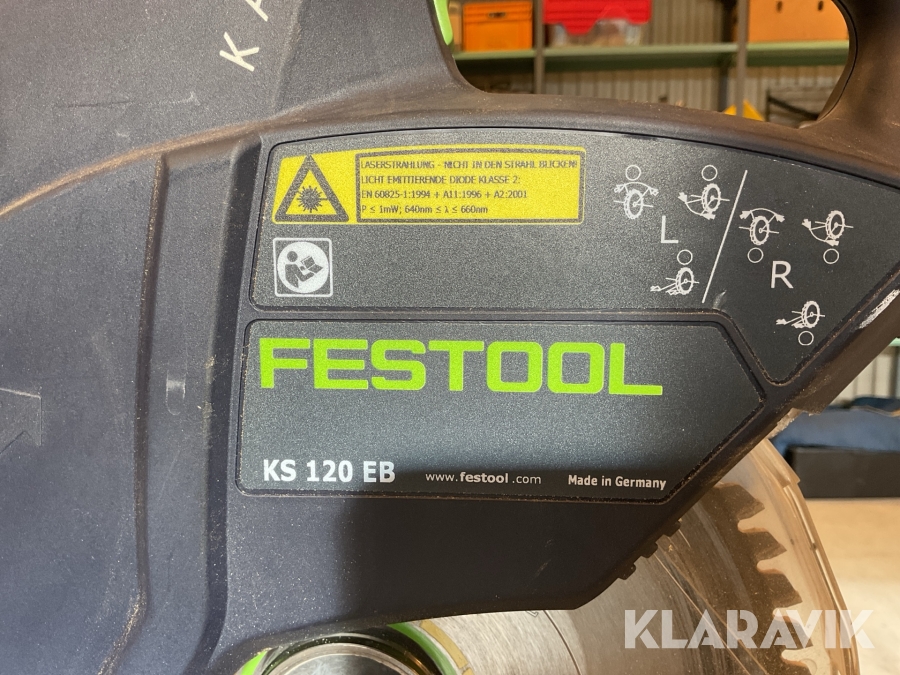 K A
LASERSTRAHLUNG - NICHT IN DEN STRAHL BLICKEN!
LICHT EMITTIERENDE DIODE KLASSE 2:
EN 60825-1:1994 + A11:1996 + A2:2001
P ≤ 1mW; 640nm ≤ λ ≤ 660nm
L
R
FESTOOL
KS 120 EB
www.festool.com
Made in Germany
KLARAVIK